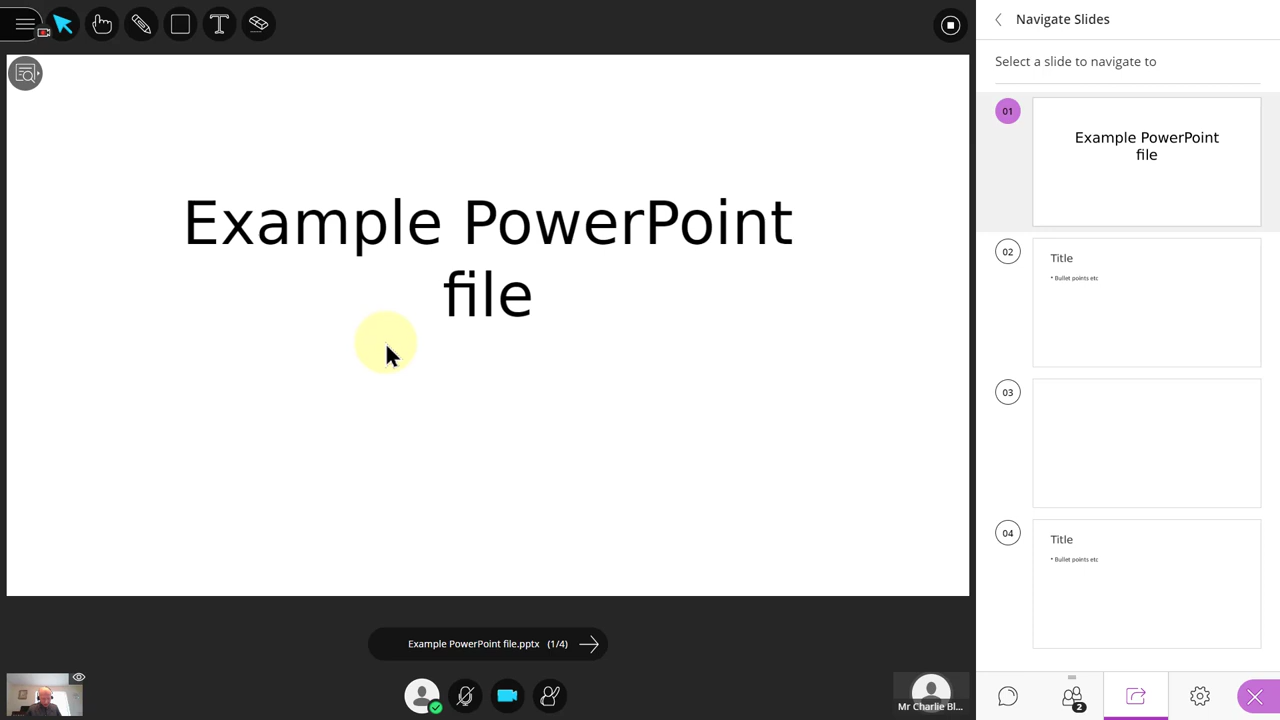 Navigate Slides
Select a slide to navigate to
Example PowerPoint
file
01
Example PowerPoint
file
02
Title
* Bullet points etc
03
04
Title
* Bullet points etc
Example PowerPoint file.pptx (1/4)
Mr Charlie Bl...
2